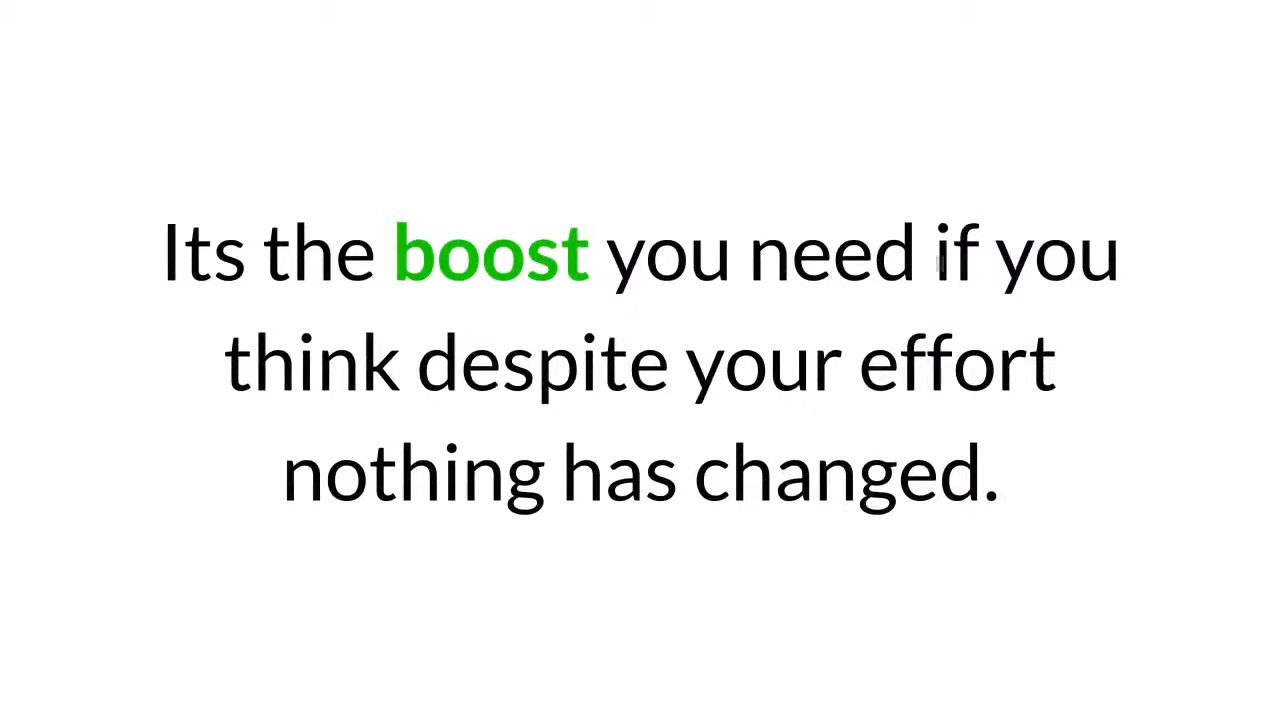 Its the boost you need if you
think despite your effort
nothing has changed.